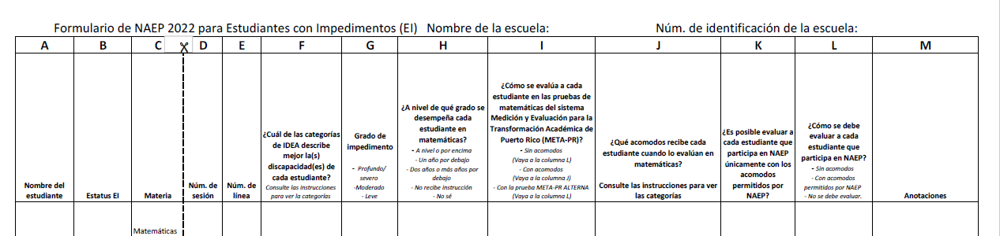 Formulario de NAEP 2022 para Estudiantes con Impedimentos (EI) Nombre de la escuela: Núm. de identificación de la escuela:
A B C D E F G H I J K L M
Nombre del
estudiante
Estatus EI
Materia
Núm. de
sesión
Núm. de
línea
¿Cuál de las categorías
de IDEA describe
mejor la(s)
discapacidad(es) de
cada estudiante?
Consulte las instrucciones
para ver la categorías
Grado de
impedimento
- Profundo/
severo
-Moderado
- Leve
¿A nivel de qué grado se
desempeña cada
estudiante en
matemáticas?
- A nivel o por encima
- Un año por debajo
- Dos años o más años por
debajo
- No recibe instrucción
- No sé
¿Cómo se evalúa a cada
estudiante en las pruebas de
matemáticas del sistema
Medición y Evaluación para la
Transformación Académica de
Puerto Rico (META-PR)?
- Sin acomodos
(Vaya a la columna L)
- Con acomodos
(Vaya a la columna J)
- Con la prueba META-PR ALTERNA
(Vaya a la columna L)
¿Qué acomodos recibe cada
estudiante cuando lo evalúan en
matemáticas?
Consulte las instrucciones para ver
las categorías
¿Es posible evaluar a
cada estudiante que
participa en NAEP
únicamente con los
acomodos
permitidos por
NAEP?
¿Cómo se debe
evaluar a cada
estudiante que
participa en NAEP?
- Sin acomodos
- Con acomodos
permitidos por NAEP
- No se debe evaluar.
Anotaciones
Matemáticas